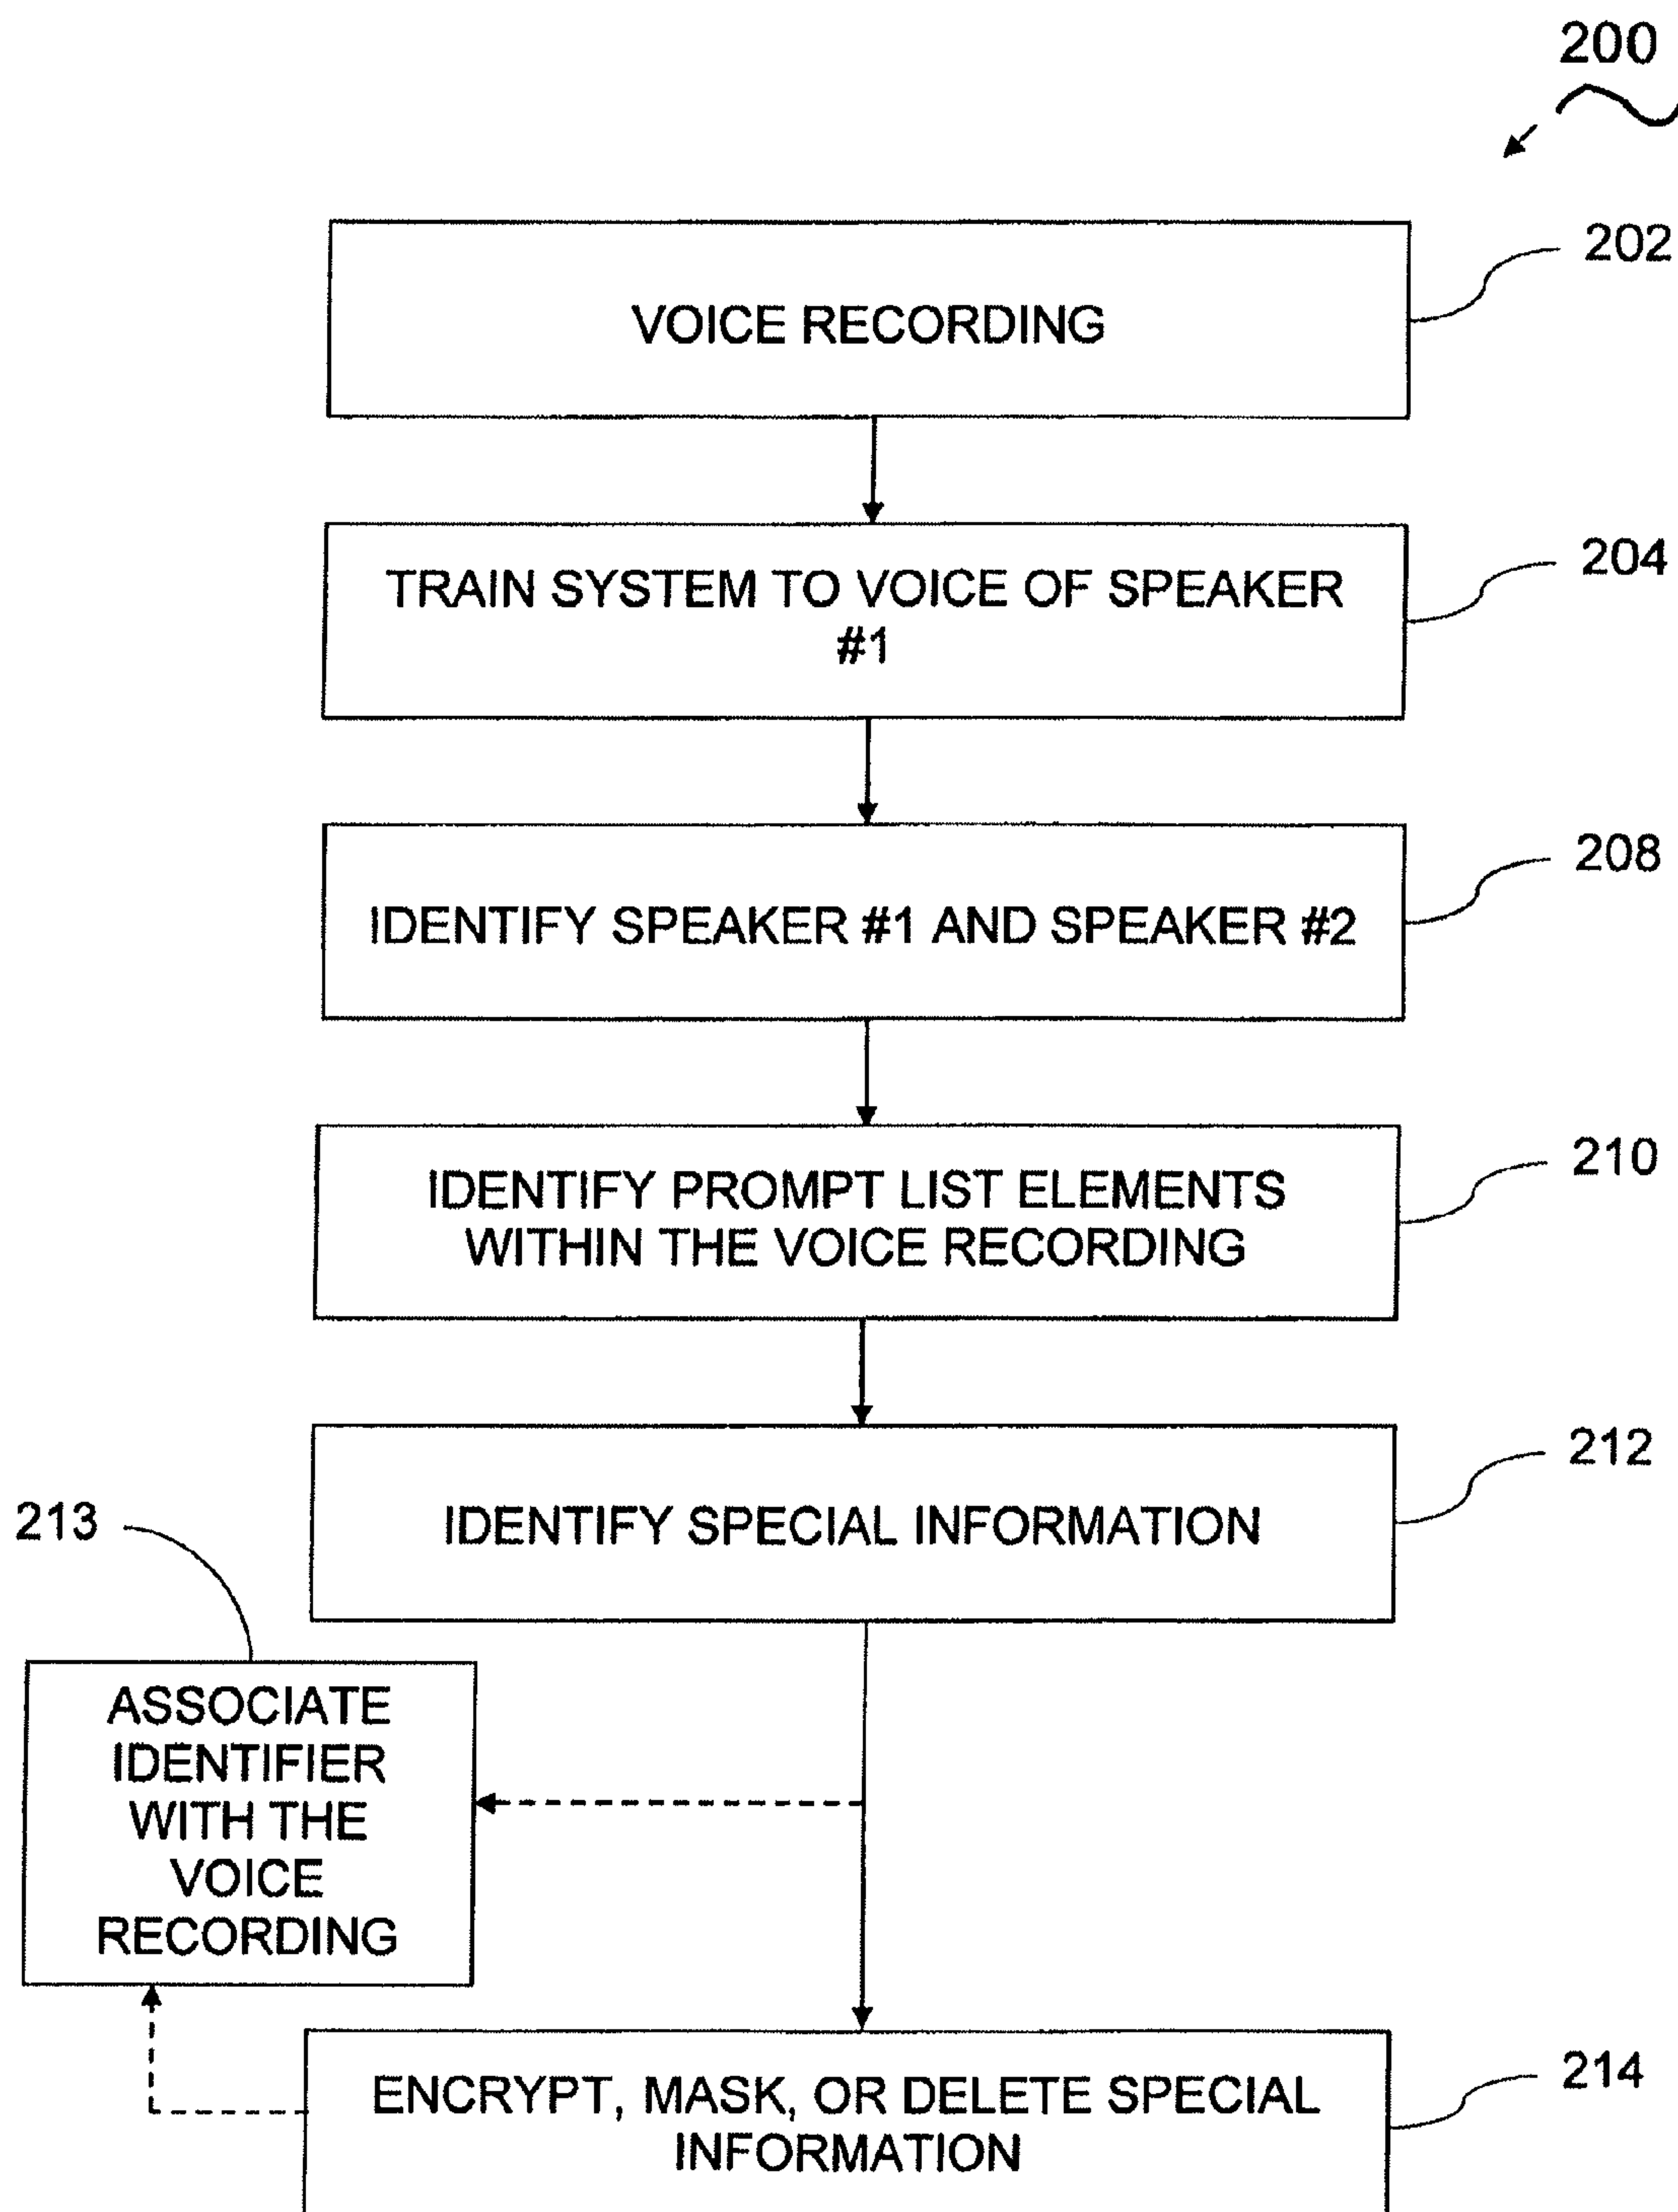 200
202
VOICE RECORDING
204
TRAIN SYSTEM TO VOICE OF SPEAKER
#1
208
IDENTIFY SPEAKER #1 AND SPEAKER #2
210
IDENTIFY PROMPT LIST ELEMENTS
WITHIN THE VOICE RECORDING
212
IDENTIFY SPECIAL INFORMATION
213
ASSOCIATE
IDENTIFIER
WITH THE
VOICE
RECORDING
214
ENCRYPT, MASK, OR DELETE SPECIAL
INFORMATION